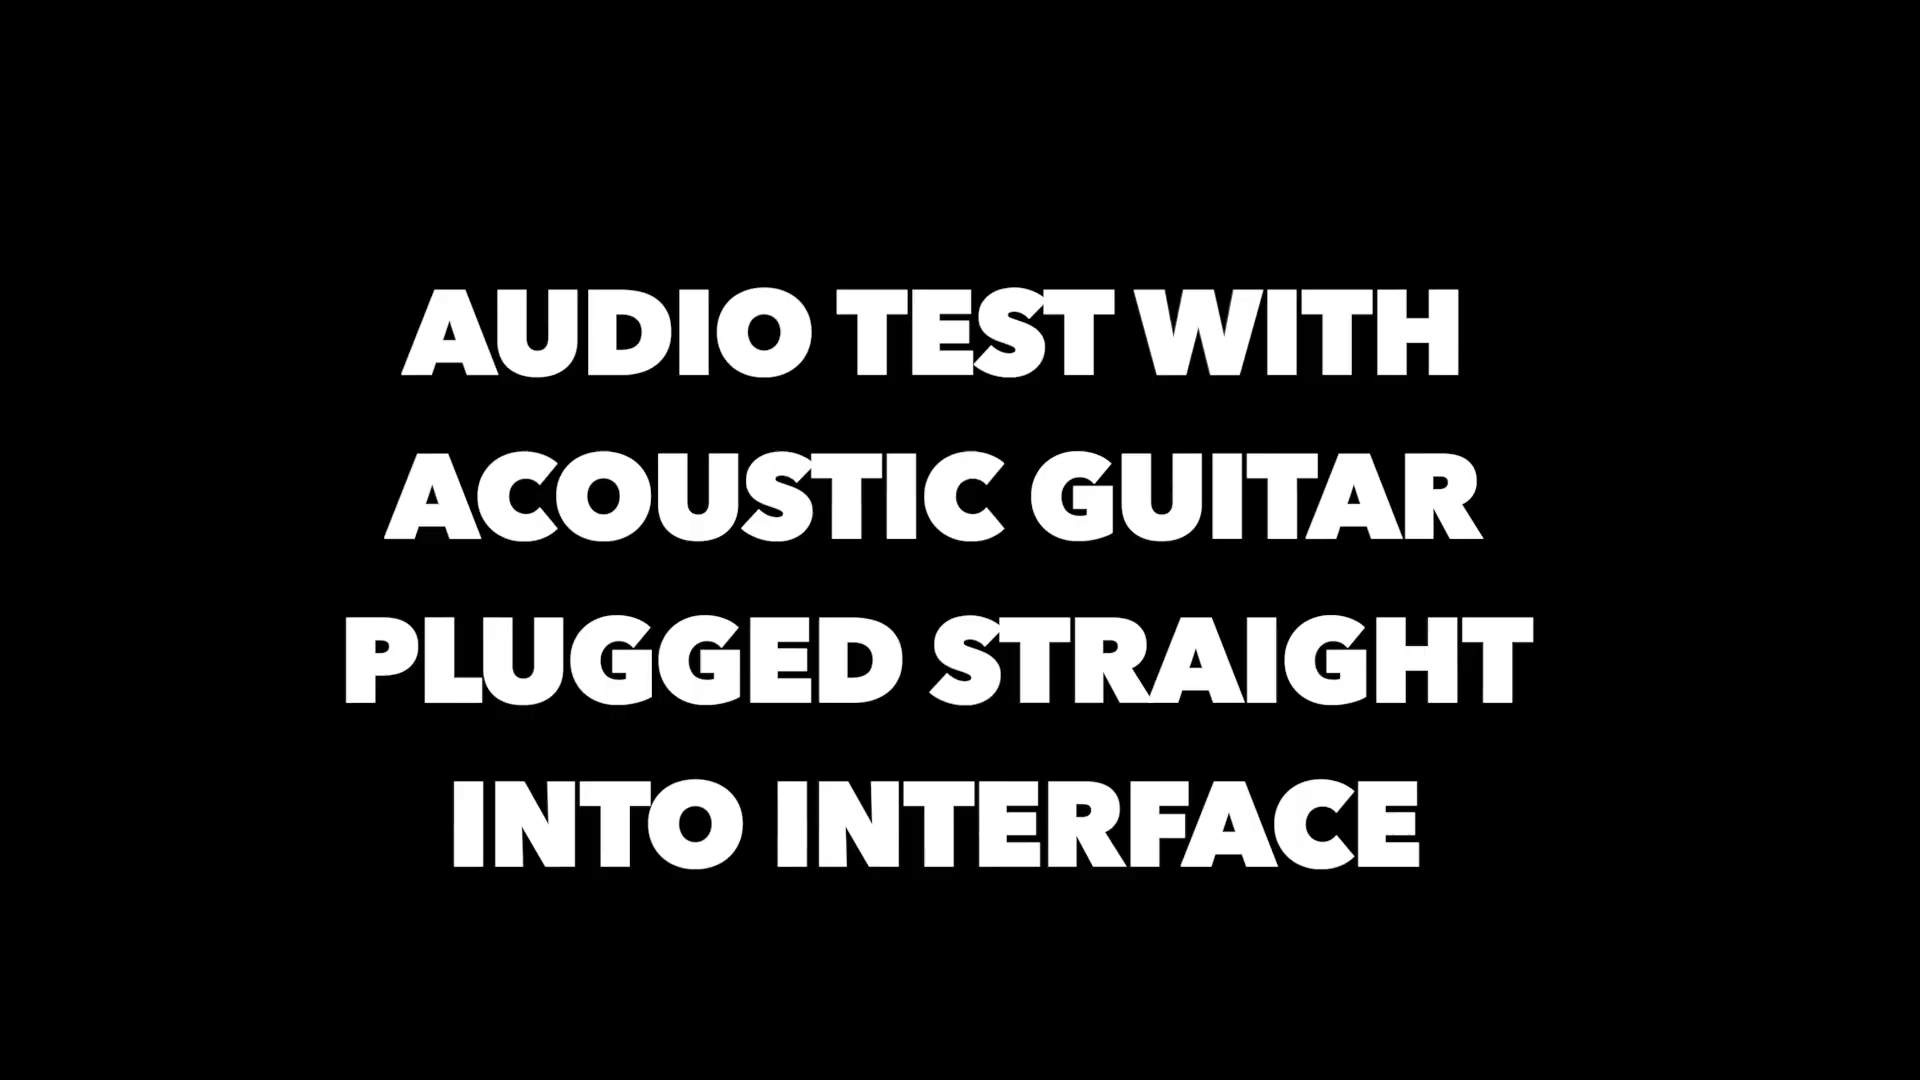 AUDIO TEST WITH
ACOUSTIC GUITAR
PLUGGED STRAIGHT
INTO INTERFACE